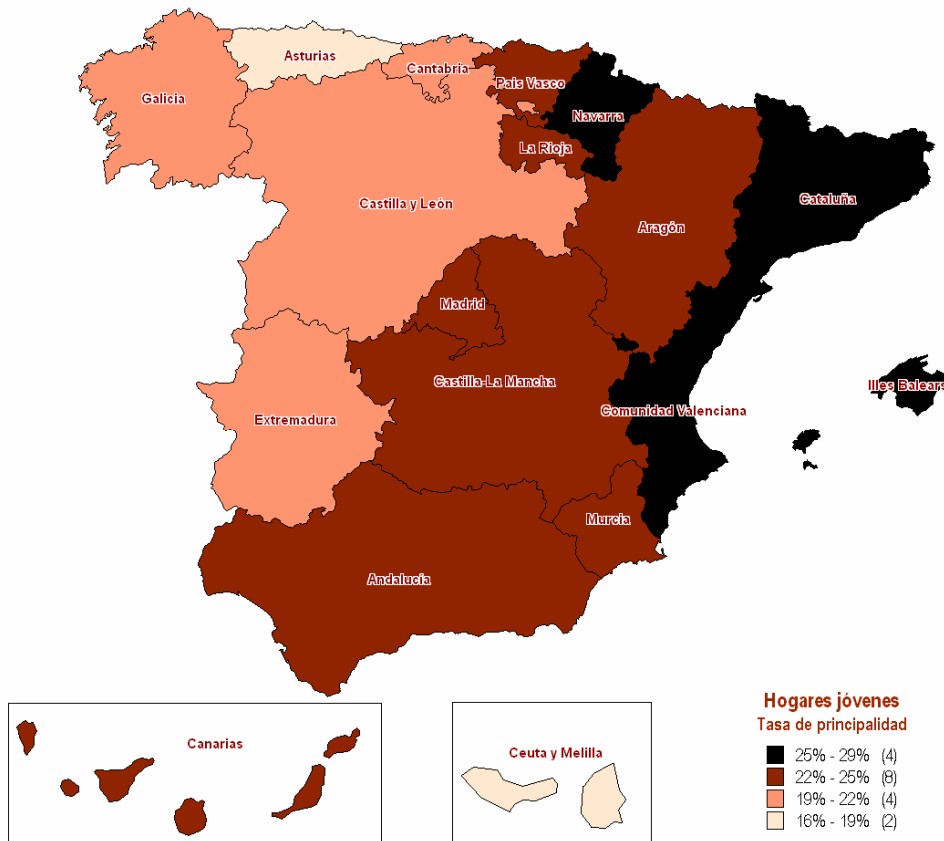 Asturias
Cantabria
Pais Vasco
Galicia
Navarra
La Rioja
Castilla y León
Cataluña
Aragón
Madrid
Castilla-La Mancha
Illes Balears
Extremadura
Comunidad Valenciana
Murcia
Andalucía
Canarias
Ceuta y Melilla
Hogares jóvenes
Tasa de principalidad
25% - 29% (4)
22% - 25% (8)
19% - 22% (4)
16% - 19% (2)